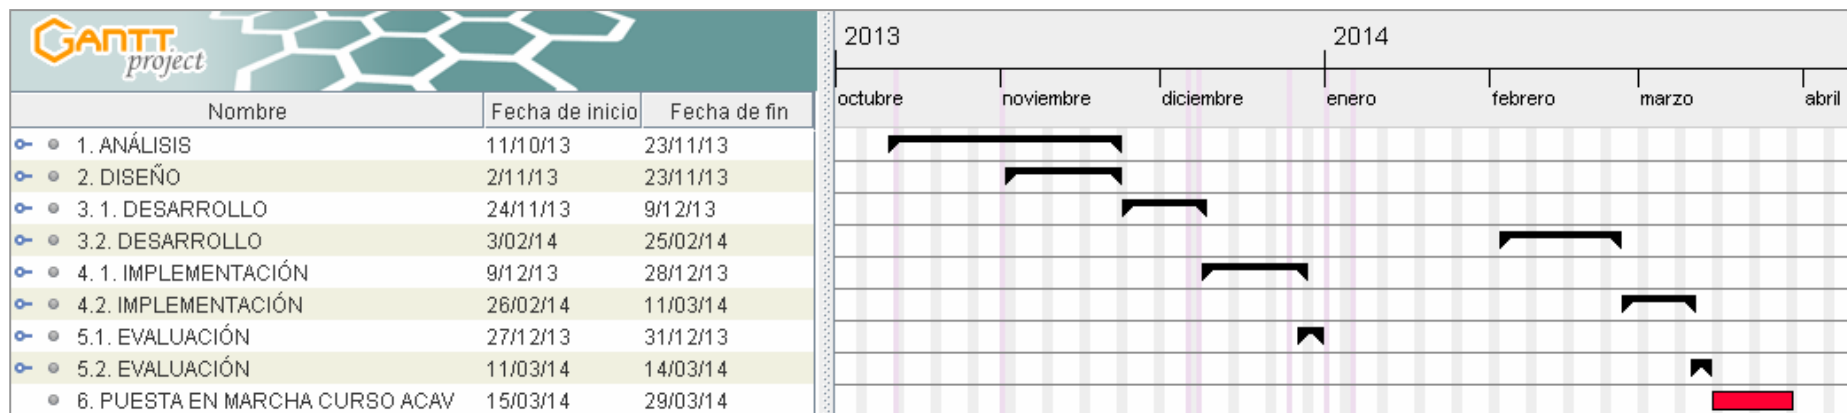 GANTT
project
2013 2014
octubre noviembre diciembre enero febrero marzo abril
Nombre Fecha de inicio Fecha de fin
1. ANÁLISIS 11/10/13 23/11/13
2. DISEÑO 2/11/13 23/11/13
3. 1. DESARROLLO 24/11/13 9/12/13
3.2. DESARROLLO 3/02/14 25/02/14
4. 1. IMPLEMENTACIÓN 9/12/13 28/12/13
4.2. IMPLEMENTACIÓN 26/02/14 11/03/14
5.1. EVALUACIÓN 27/12/13 31/12/13
5.2. EVALUACIÓN 11/03/14 14/03/14
6. PUESTA EN MARCHA CURSO ACAV 15/03/14 29/03/14